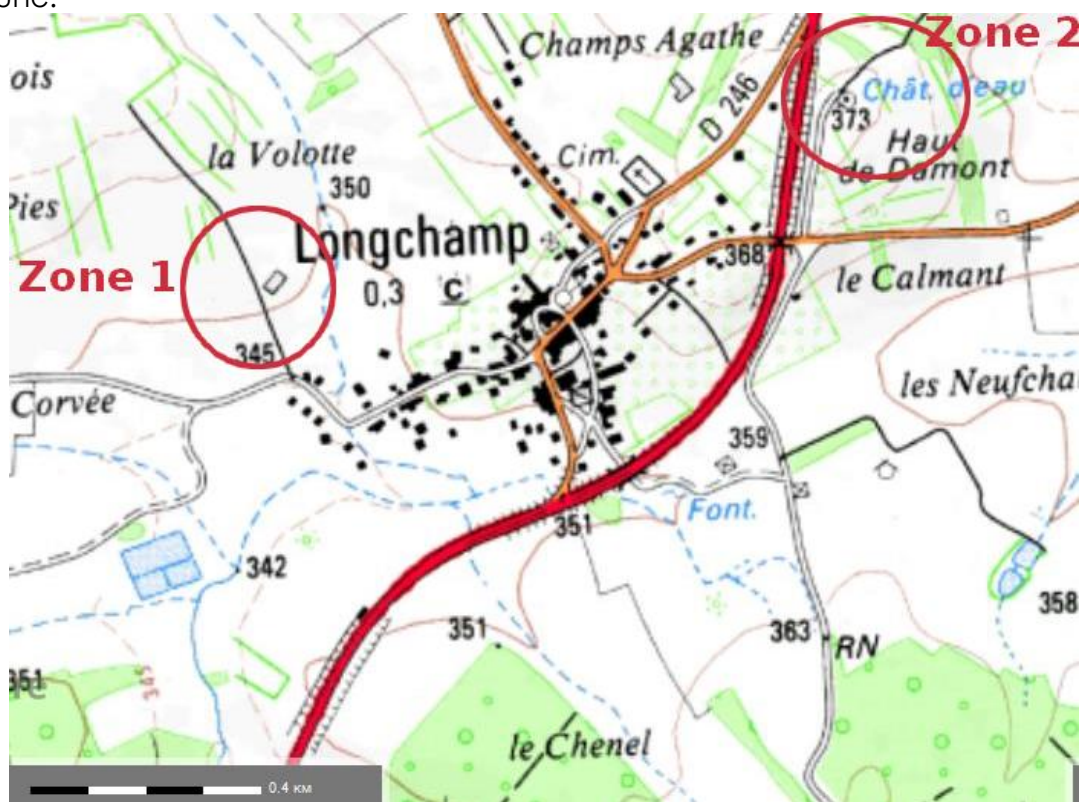 Zone 2
Champs Agathe
ois
Chât. d'eau
D 246
373
Haut
de Damont
la Volotte
Cim.
350
Pies
Longchamp
368
Zone 1
0,3 C
le Calmant
345
Corvée
les Neufcha
359
Font.
351
342
358
351
363
RN
351
345
le Chenel
0.4 км